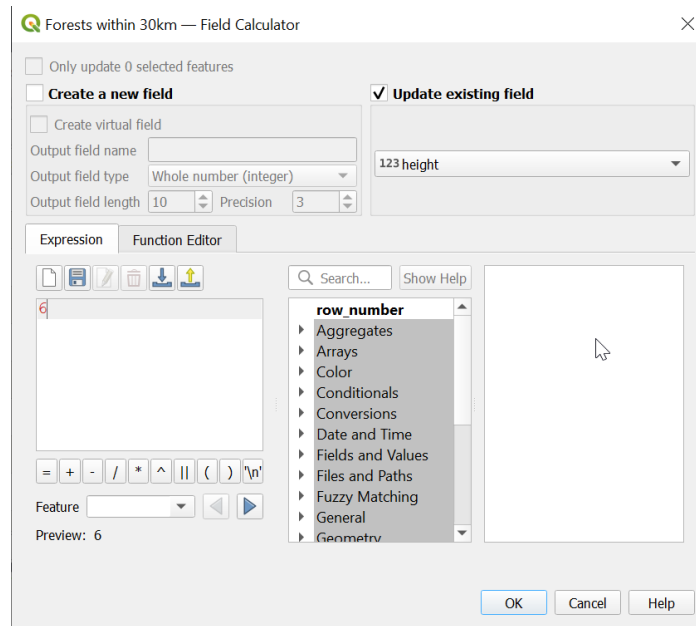 Forests within 30km — Field Calculator
Only update 0 selected features
Create a new field
Update existing field
Create virtual field
Output field name
123 height
Output field type Whole number (integer)
Output field length 10 Precision 3
Expression Function Editor
Search... Show Help
6
row_number
Aggregates
Arrays
Color
Conditionals
Conversions
Date and Time
Fields and Values
Files and Paths
Fuzzy Matching
General
Geometry
= + - / * ^ || ( ) '\n'
Feature
Preview: 6
OK Cancel Help